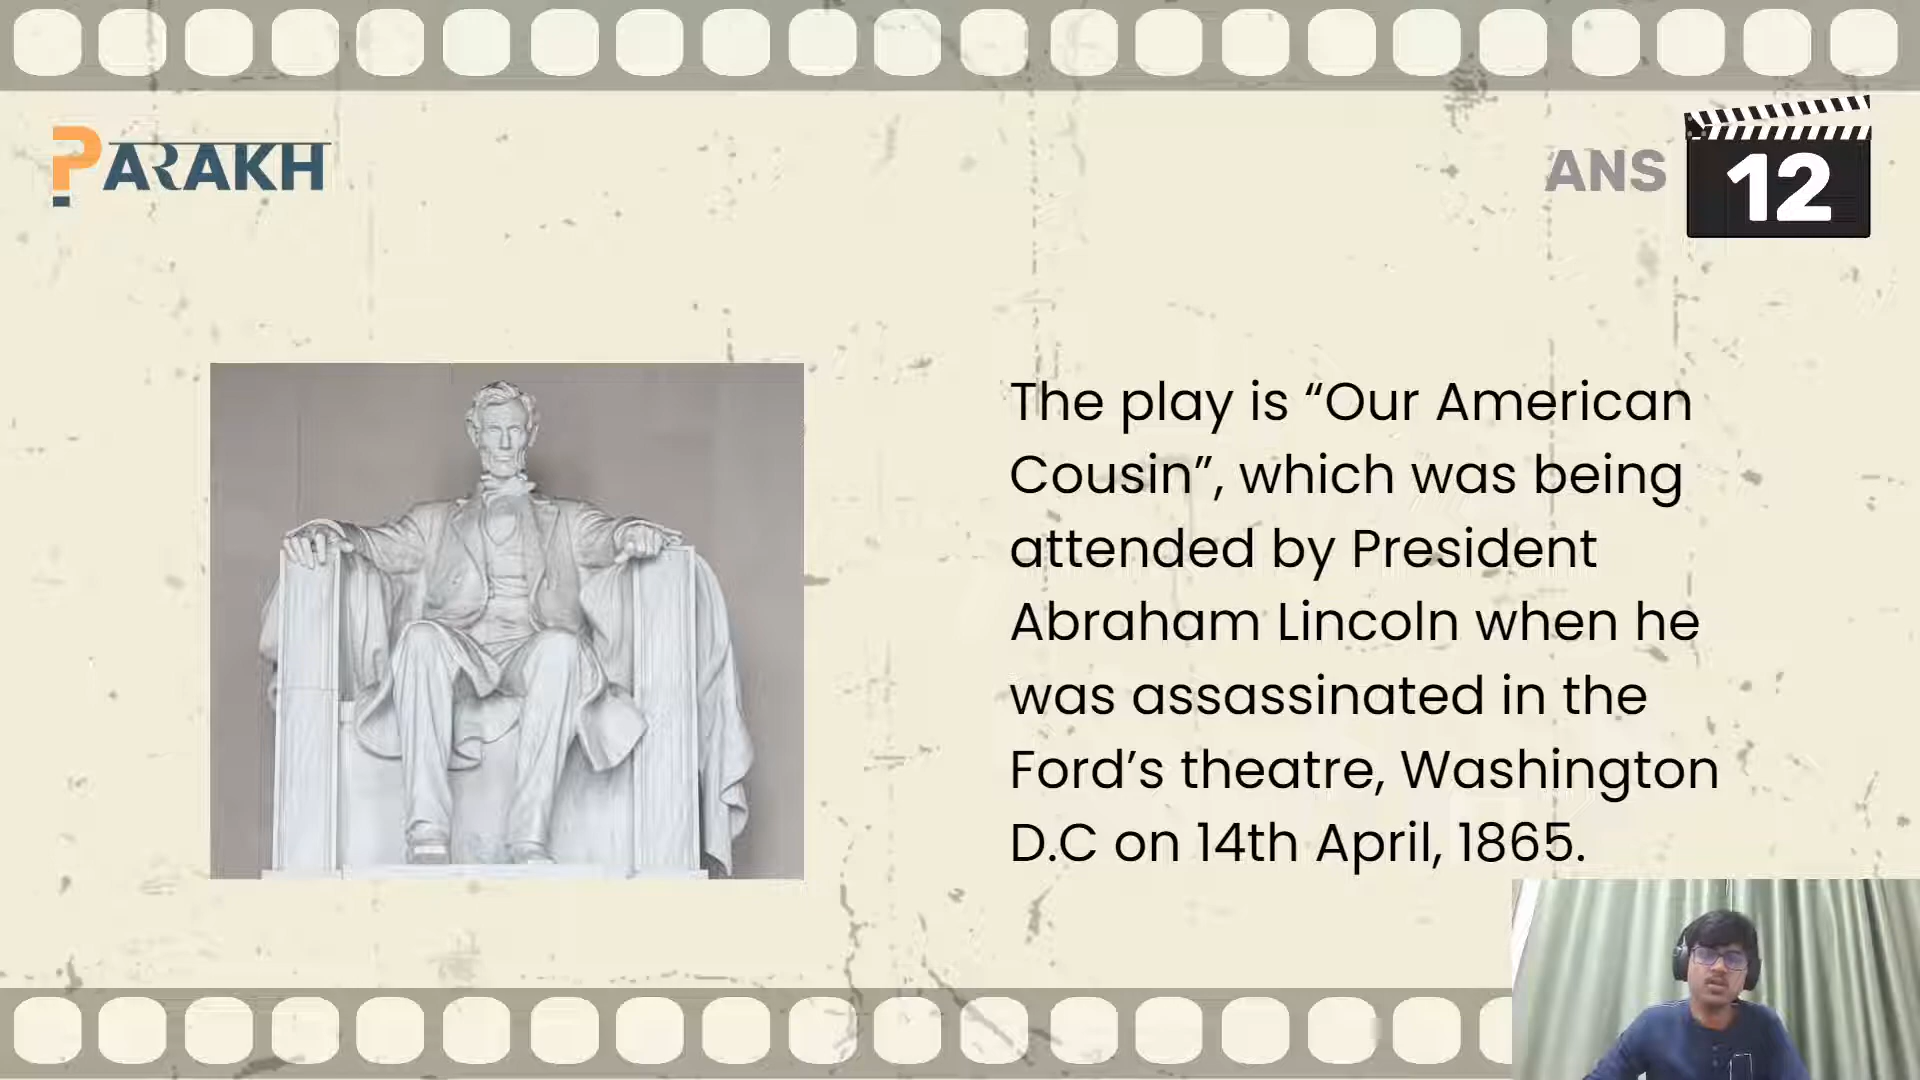 PARAKH
ANS
12
The play is “Our American
Cousin”, which was being
attended by President
Abraham Lincoln when he
was assassinated in the
Ford’s theatre, Washington
D.C on 14th April, 1865.